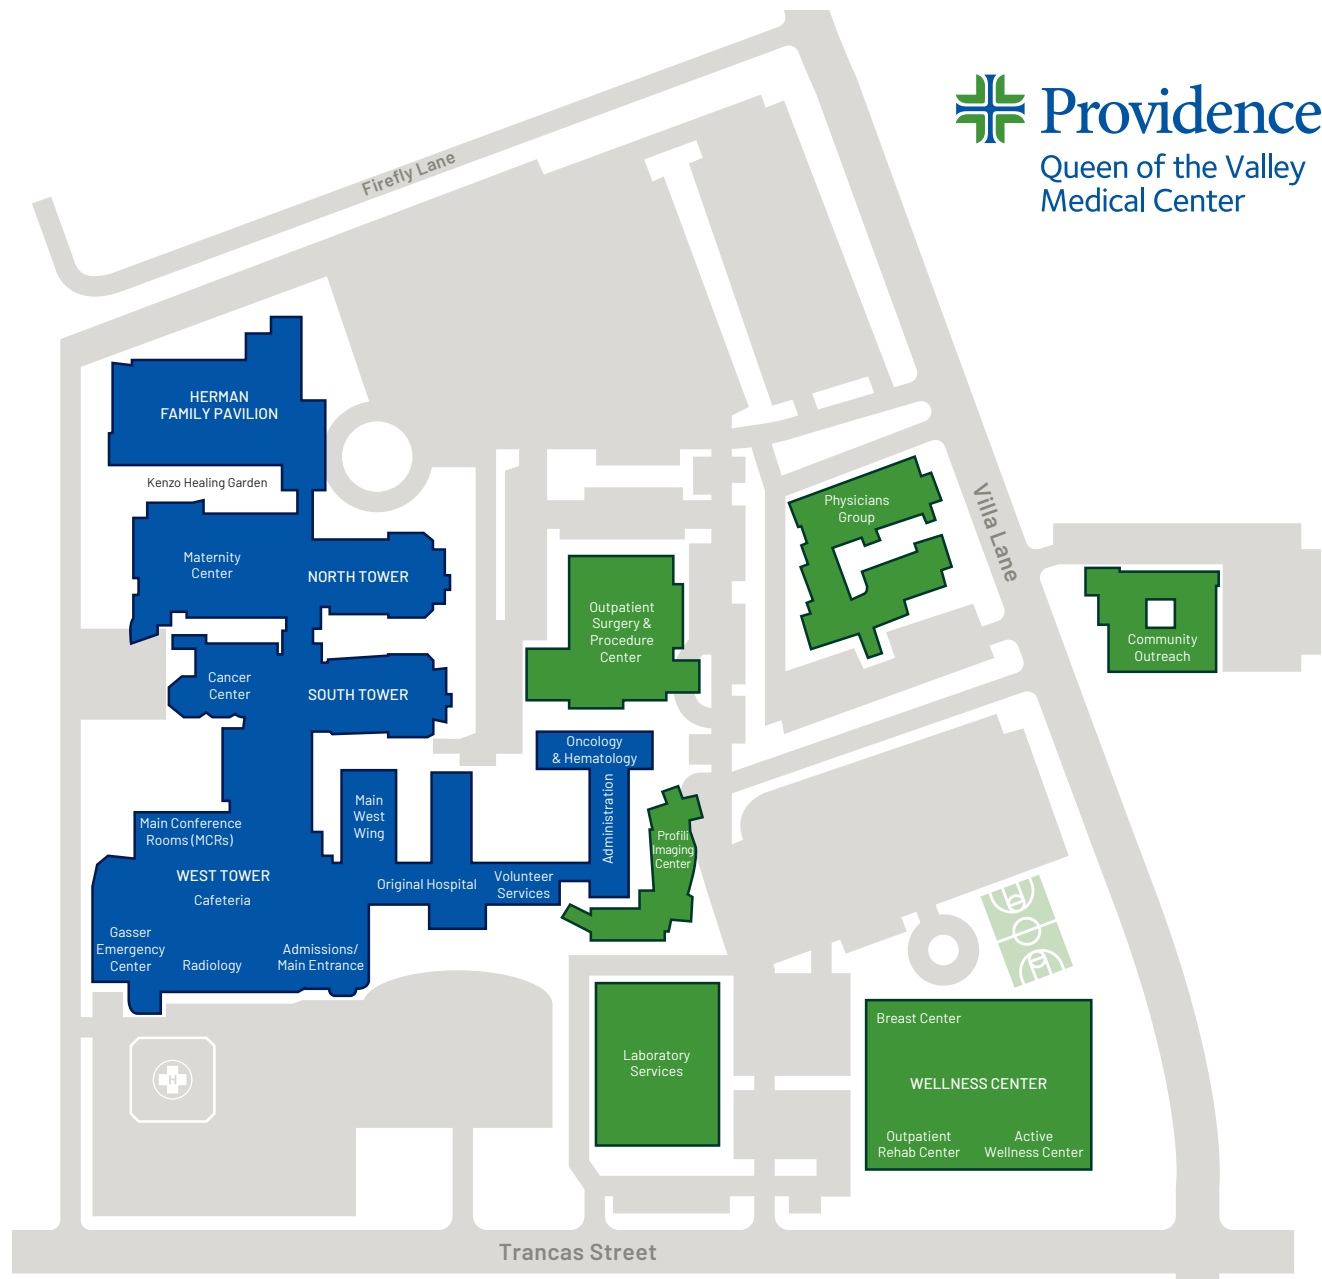 Providence
Queen of the Valley
Medical Center
Firefly Lane
HERMAN
FAMILY PAVILION
Kenzo Healing Garden
Maternity
Center
NORTH TOWER
Physicians
Group
Villa Lane
Outpatient
Surgery &
Procedure
Center
Community
Outreach
Cancer
Center
SOUTH TOWER
Oncology
& Hematology
Administration
Main
West
Wing
Main Conference
Rooms (MCRs)
Profili
Imaging
Center
WEST TOWER
Cafeteria
Original Hospital
Volunteer
Services
Gasser
Emergency
Center
Radiology
Admissions/
Main Entrance
H
Laboratory
Services
Breast Center
WELLNESS CENTER
Outpatient
Rehab Center
Active
Wellness Center
Trancas Street